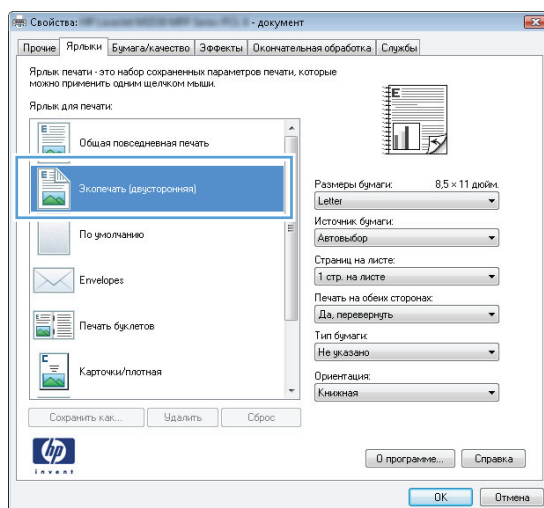 Свойства: - документ
Прочие Ярлыки Бумага/качество Эффекты Окончательная обработка Службы
Ярлык печати - это набор сохраненных параметров печати, которые
можно применить одним щелчком мыши.
Ярлык для печати:
Общая повседневная печать
Экопечать (двусторонняя)
По умолчанию
Envelopes
Печать буклетов
Карточки/плотная
Сохранить как... Удалить Сброс
E
Размеры бумаги: 8,5 × 11 дюйм.
Letter
Источник бумаги:
Автовыбор
Страниц на листе:
1 стр. на листе
Печать на обеих сторонах:
Да, перевернуть
Тип бумаги:
Не указано
Ориентация:
Книжная
hp
invent
О программе... Справка
OK Отмена